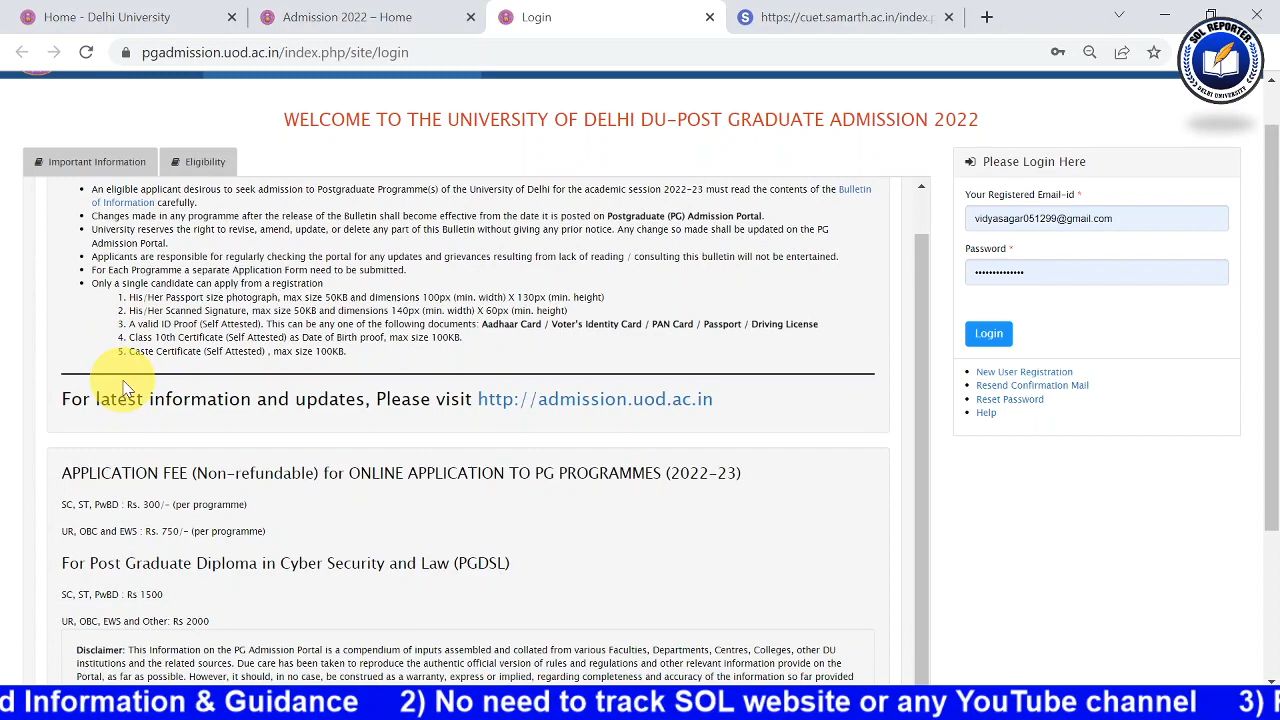 Home - Delhi University
Admission 2022 – Home
Login
https://cuet.samarth.ac.in/index.p
pgadmission.uod.ac.in/index.php/site/login
SOL REPORTER
DELHI UNIVERSITY
WELCOME TO THE UNIVERSITY OF DELHI DU-POST GRADUATE ADMISSION 2022
Important Information
Eligibility
An eligible applicant desirous to seek admission to Postgraduate Programme(s) of the University of Delhi for the academic session 2022-23 must read the contents of the Bulletin
of Information carefully.
Changes made in any programme after the release of the Bulletin shall become effective from the date it is posted on Postgraduate (PG) Admission Portal.
University reserves the right to revise, amend, update, or delete any part of this Bulletin without giving any prior notice. Any change so made shall be updated on the PG
Admission Portal.
Applicants are responsible for regularly checking the portal for any updates and grievances resulting from lack of reading / consulting this bulletin will not be entertained.
For Each Programme a separate Application Form need to be submitted.
Only a single candidate can apply from a registration
1. His/Her Passport size photograph, max size 50KB and dimensions 100px (min. width) X 130px (min. height)
2. His/Her Scanned Signature, max size 50KB and dimensions 140px (min. width) X 60px (min. height)
3. A valid ID Proof (Self Attested). This can be any one of the following documents: Aadhaar Card / Voter's Identity Card / PAN Card / Passport / Driving License
4. Class 10th Certificate (Self Attested) as Date of Birth proof, max size 100KB.
5. Caste Certificate (Self Attested) , max size 100KB.
For latest information and updates, Please visit http://admission.uod.ac.in
APPLICATION FEE (Non-refundable) for ONLINE APPLICATION TO PG PROGRAMMES (2022-23)
SC, ST, PwBD : Rs. 300/- (per programme)
UR, OBC and EWS : Rs. 750/- (per programme)
For Post Graduate Diploma in Cyber Security and Law (PGDSL)
SC, ST, PwBD : Rs 1500
UR, OBC, EWS and Other: Rs 2000
Disclaimer: This Information on the PG Admission Portal is a compendium of inputs assembled and collated from various Faculties, Departments, Centres, Colleges, other DU
institutions and the related sources. Due care has been taken to reproduce the authentic official version of rules and regulations and other relevant information provide on the
Portal, as far as possible. However, it should, in no case, be construed as a warranty, express or implied, regarding completeness and accuracy of the information so far provided
Please Login Here
Your Registered Email-id *
vidyasagar051299@gmail.com
Password *
••••••••••••••
Login
New User Registration
Resend Confirmation Mail
Reset Password
Help
d Information & Guidance 2) No need to track SOL website or any YouTube channel 3)